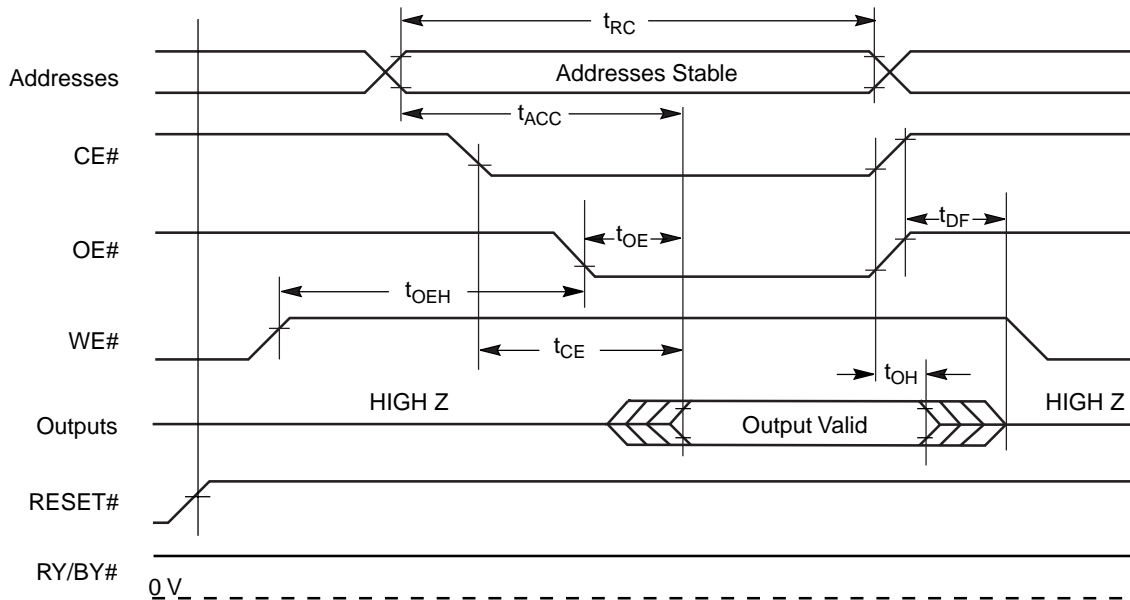 tRC
Addresses
Addresses Stable
tACC
CE#
tDF
OE#
tOE
tOEH
WE#
tCE
tOH
HIGH Z
HIGH Z
Outputs
Output Valid
RESET#
RY/BY#
0 V